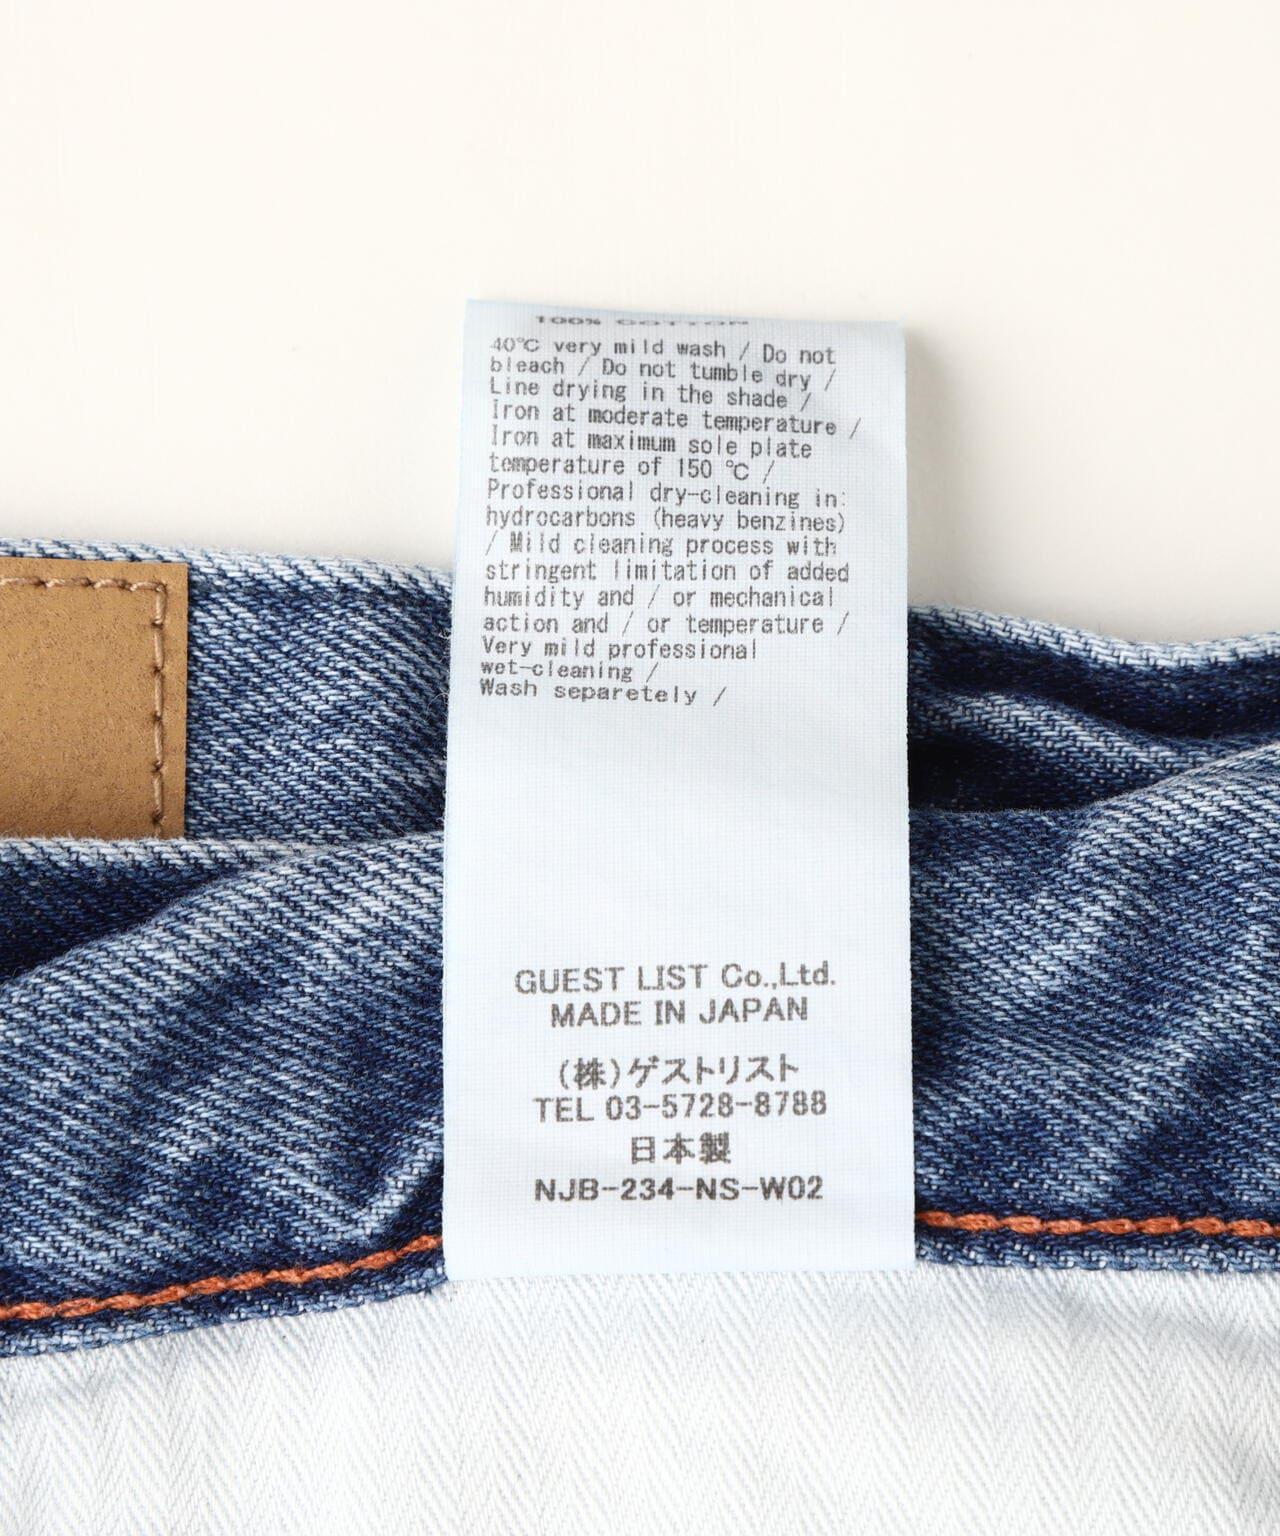 100% COTTON
40℃ very mild wash / Do not
bleach / Do not tumble dry /
Line drying in the shade /
Iron at moderate temperature /
Iron at maximum sole plate
temperature of 150 ℃ /
Professional dry-cleaning in:
hydrocarbons (heavy benzines)
/ Mild cleaning process with
stringent limitation of added
humidity and / or mechanical
action and / or temperature /
Very mild professional
wet-cleaning /
Wash separetely /
GUEST LIST Co.,Ltd.
MADE IN JAPAN
(株)ゲストリスト
TEL 03-5728-8788
日本製
NJB-234-NS-W02